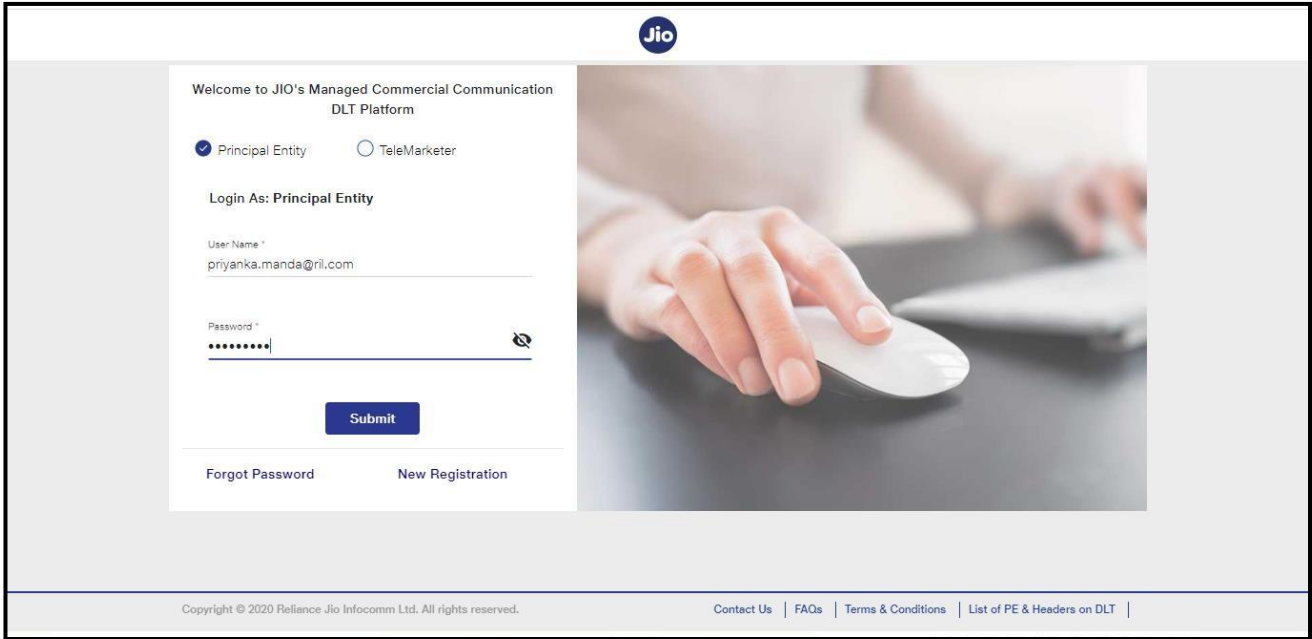 Jio
Welcome to JIO's Managed Commercial Communication
DLT Platform
Principal Entity TeleMarketer
Login As: Principal Entity
User Name *
priyanka.manda@ril.com
Password *
•••••••••
Submit
Forgot Password New Registration
Copyright © 2020 Reliance Jio Infocomm Ltd. All rights reserved. Contact Us | FAQs | Terms & Conditions | List of PE & Headers on DLT |